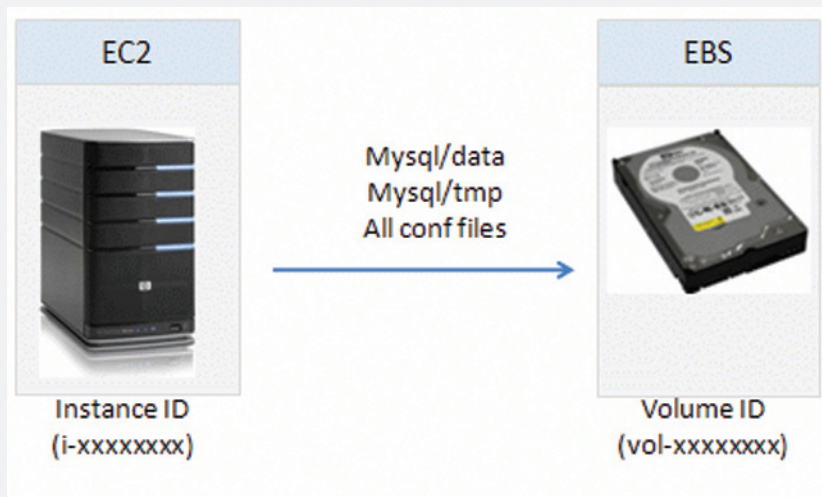 EC2
EBS
Mysql/data
Mysql/tmp
All conf files
Instance ID
(i-xxxxxxxx)
Volume ID
(vol-xxxxxxxx)